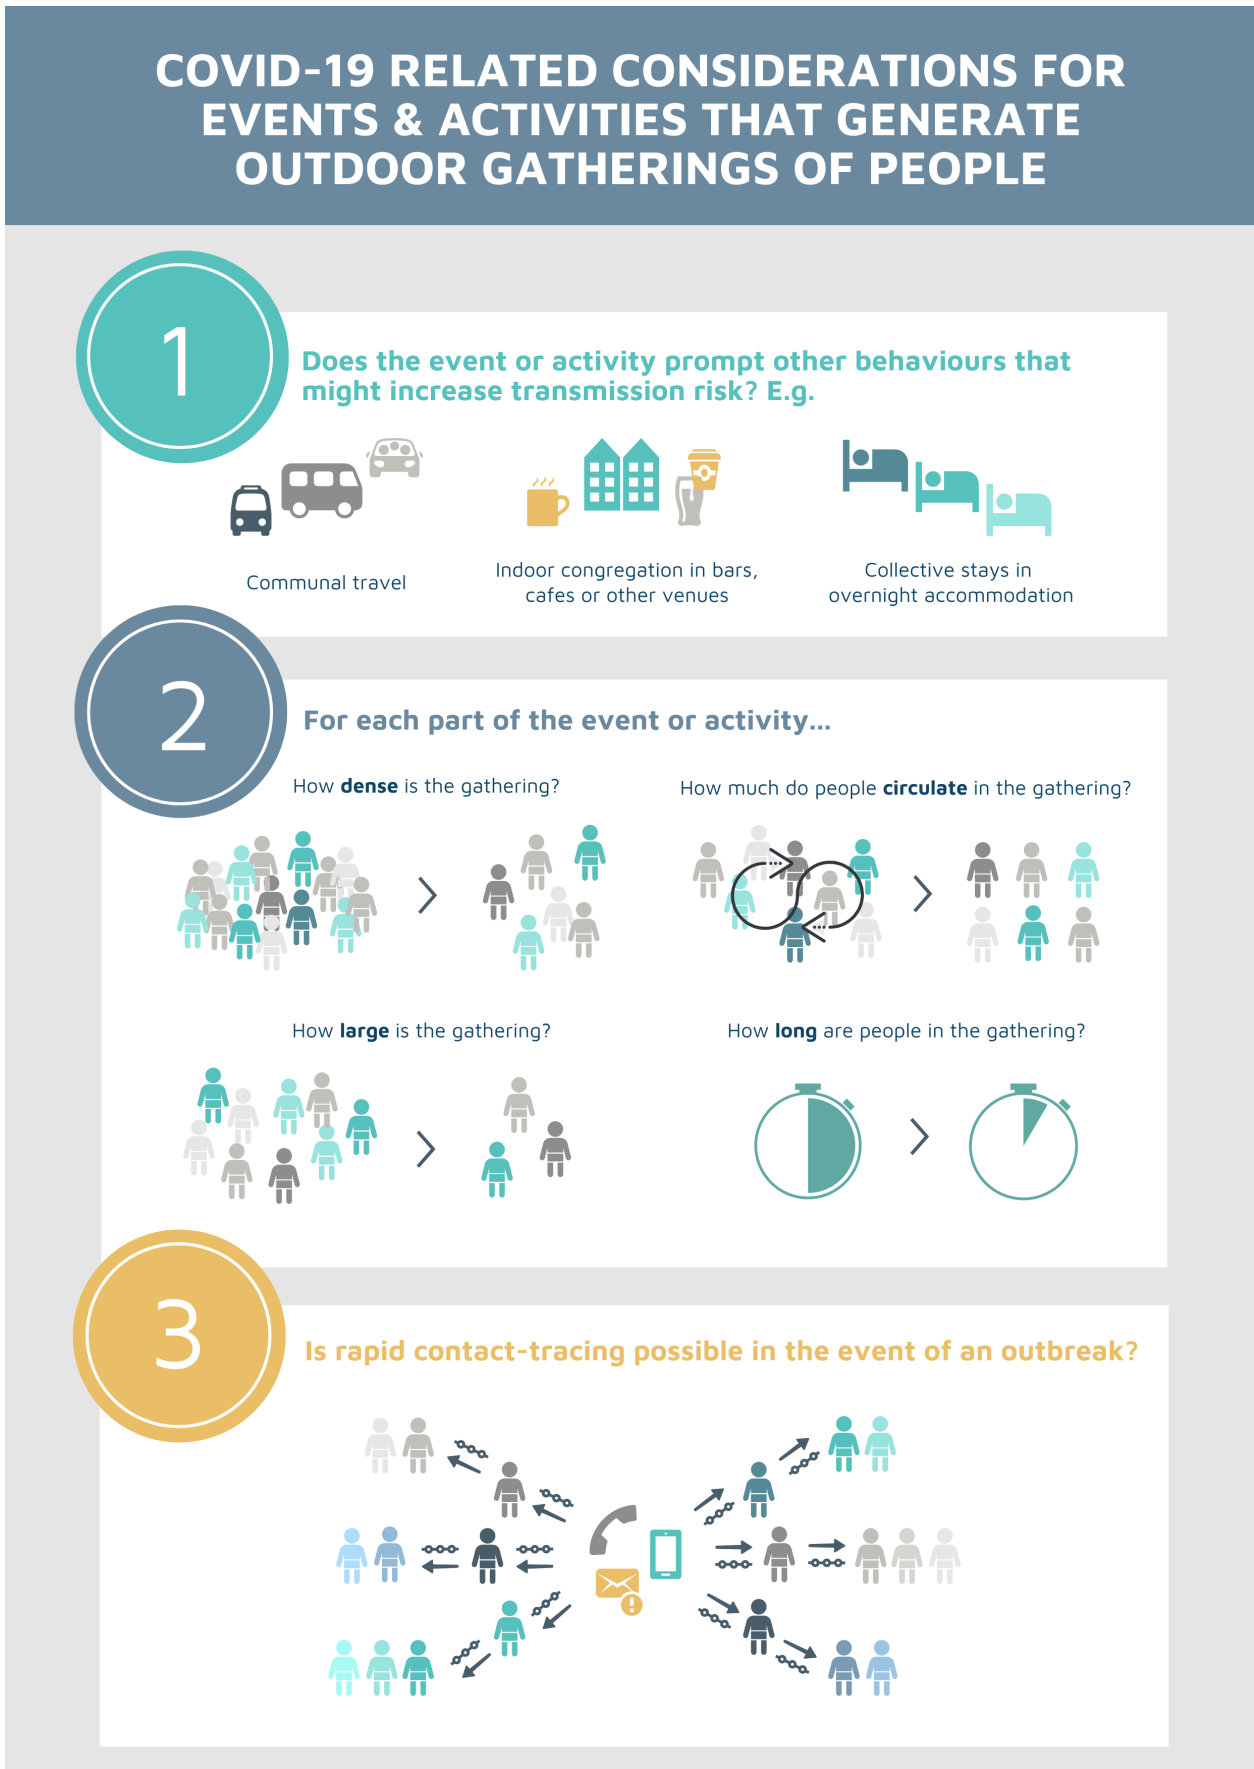 COVID-19 RELATED CONSIDERATIONS FOR
EVENTS & ACTIVITIES THAT GENERATE
OUTDOOR GATHERINGS OF PEOPLE
1
Does the event or activity prompt other behaviours that
might increase transmission risk? E.g.
Communal travel
Indoor congregation in bars,
cafes or other venues
Collective stays in
overnight accommodation
2
For each part of the event or activity...
How dense is the gathering?
How much do people circulate in the gathering?
How large is the gathering?
How long are people in the gathering?
3
Is rapid contact-tracing possible in the event of an outbreak?